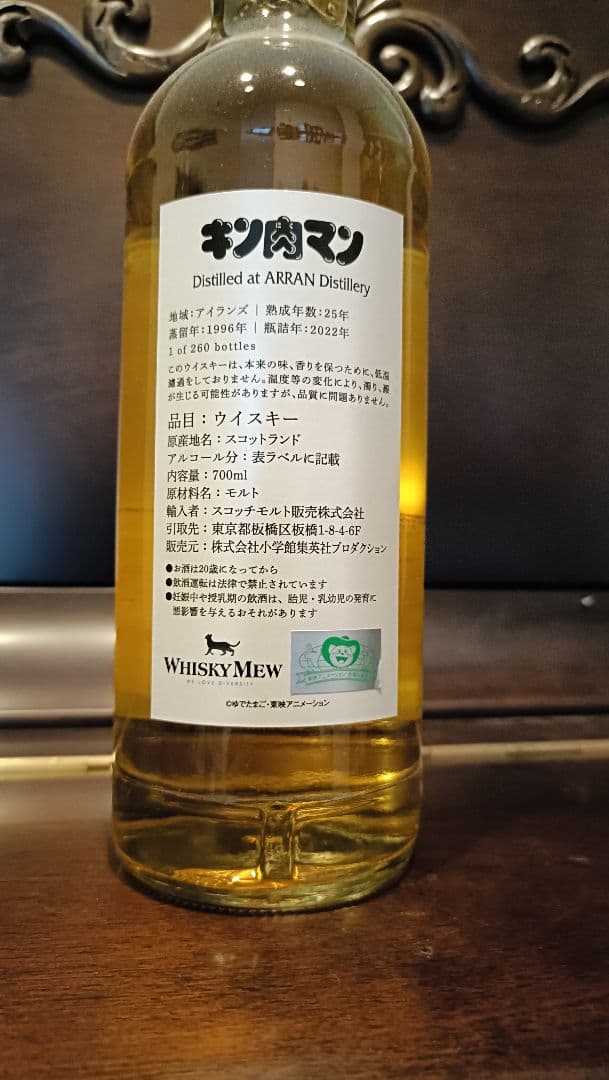 キン肉マン
Distilled at ARRAN Distillery
地域：アイランズ | 熟成年数：25年
蒸留年：1996年 | 瓶詰年：2022年
1 of 260 bottles
このウイスキーは、本来の味、香りを保つために、低温
濾過をしておりません。温度等の変化により、濁り、澱
が生じる可能性がありますが、品質に問題ありません。
品目：ウイスキー
原産地名：スコットランド
アルコール分：表ラベルに記載
内容量：700ml
原材料名：モルト
輸入者：スコッチモルト販売株式会社
引取先：東京都板橋区板橋1-8-4-6F
販売元：株式会社小学館集英社プロダクション
●お酒は20歳になってから
●飲酒運転は法律で禁止されています
●妊娠中や授乳期の飲酒は、胎児・乳幼児の発育に
悪影響を与えるおそれがあります
WHISKY MEW
WE LOVE DIVERSITY
©ゆでたまご・東映アニメーション